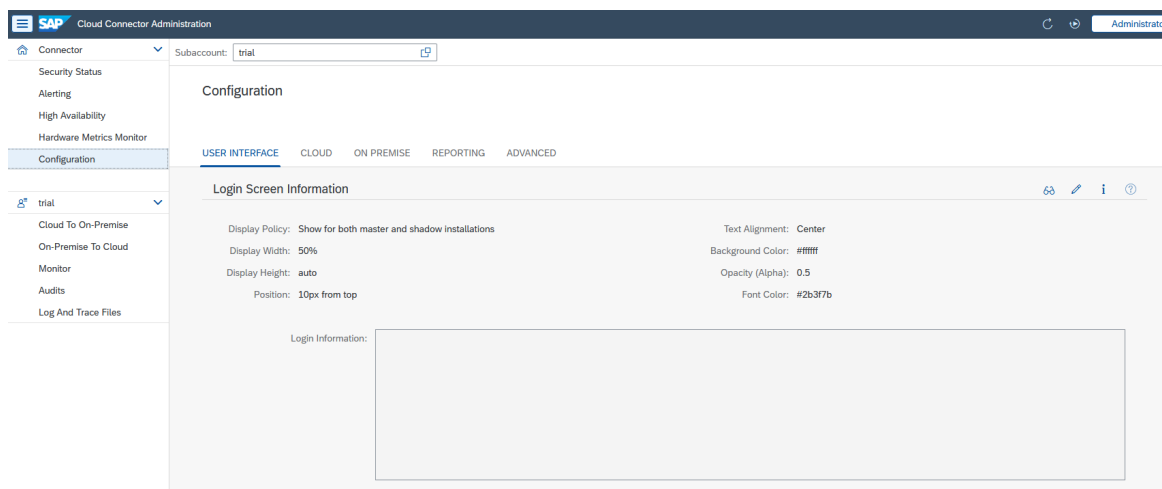 SAP Cloud Connector Administration
Administrato
Connector
Subaccount: trial
Security Status
Alerting
High Availability
Hardware Metrics Monitor
Configuration
trial
Cloud To On-Premise
On-Premise To Cloud
Monitor
Audits
Log And Trace Files
Configuration
USER INTERFACE CLOUD ON PREMISE REPORTING ADVANCED
Login Screen Information
Display Policy: Show for both master and shadow installations
Text Alignment: Center
Display Width: 50%
Background Color: #ffffff
Display Height: auto
Opacity (Alpha): 0.5
Position: 10px from top
Font Color: #2b3f7b
Login Information: